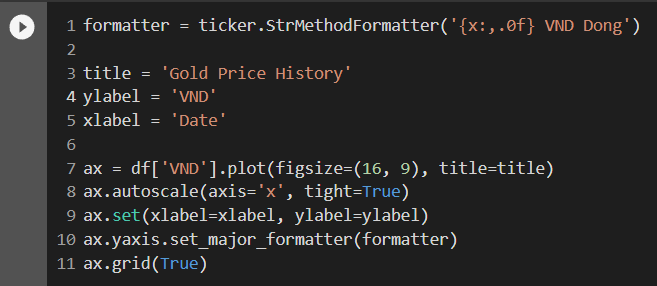 1 formatter = ticker.StrMethodFormatter('{x:,.0f} VND Dong')
2
3 title = 'Gold Price History'
4 ylabel = 'VND'
5 xlabel = 'Date'
6
7 ax = df['VND'].plot(figsize=(16, 9), title=title)
8 ax.autoscale(axis='x', tight=True)
9 ax.set(xlabel=xlabel, ylabel=ylabel)
10 ax.yaxis.set_major_formatter(formatter)
11 ax.grid(True)